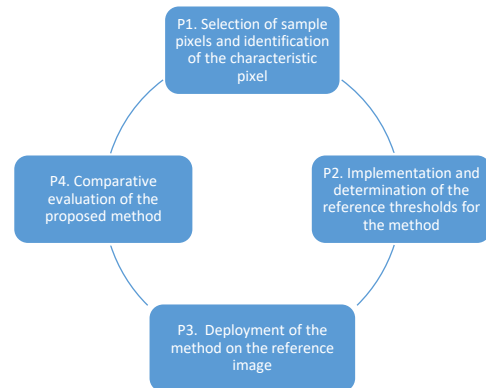 P1. Selection of sample
pixels and identification
of the characteristic
pixel
P2. Implementation and
determination of the
reference thresholds for
the method
P3. Deployment of the
method on the reference
image
P4. Comparative
evaluation of the
proposed method